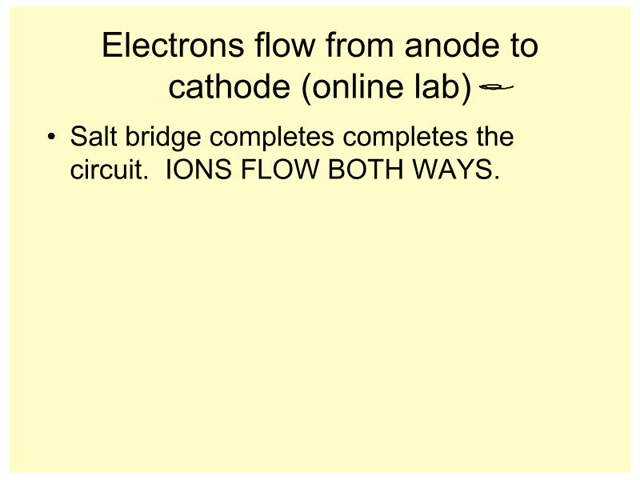 Electrons flow from anode to
cathode (online lab)
• Salt bridge completes completes the
circuit.  IONS FLOW BOTH WAYS.